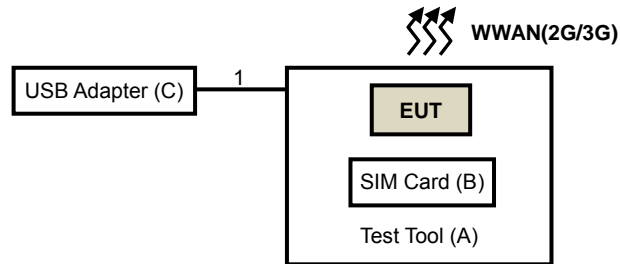 WWAN(2G/3G)
1
USB Adapter (C)
EUT
SIM Card (B)
Test Tool (A)